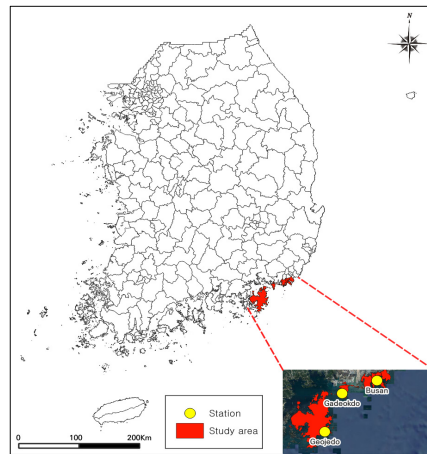 N
Busan
Gadeokdo
Geojedo
Station
Study area
0 100 200Km